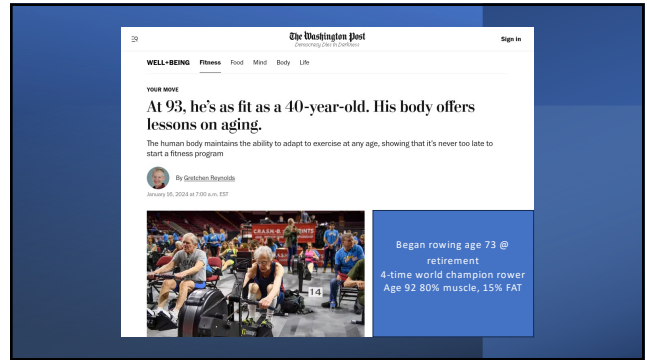 The Washington Post
Democracy Dies in Darkness
Sign in
WELL+BEING Fitness Food Mind Body Life
YOUR MOVE
At 93, he's as fit as a 40-year-old. His body offers
lessons on aging.
The human body maintains the ability to adapt to exercise at any age, showing that it's never too late to
start a fitness program
By Gretchen Reynolds
January 16, 2024 at 7:00 a.m. EST
CRASH-B SPRINTS
14
Began rowing age 73 @
retirement
4-time world champion rower
Age 92 80% muscle, 15% FAT